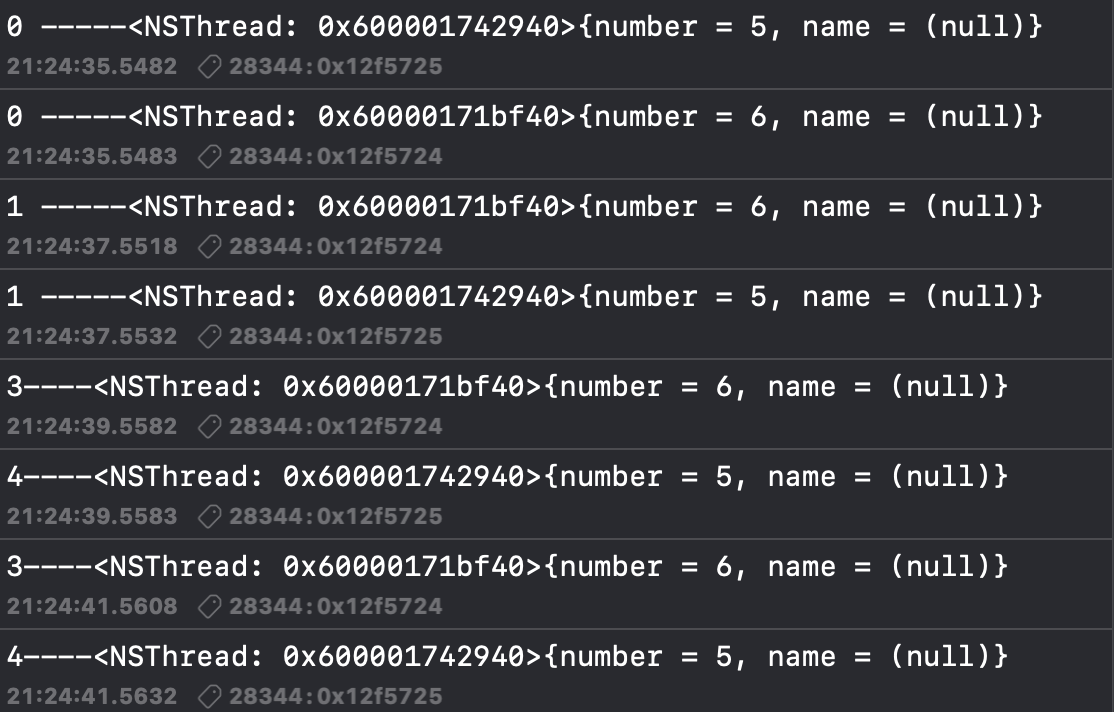 0 -----<NSThread: 0x600001742940>{number = 5, name = (null)}
21:24:35.5482 28344:0x12f5725
0 -----<NSThread: 0x60000171bf40>{number = 6, name = (null)}
21:24:35.5483 28344:0x12f5724
1 -----<NSThread: 0x60000171bf40>{number = 6, name = (null)}
21:24:37.5518 28344:0x12f5724
1 -----<NSThread: 0x600001742940>{number = 5, name = (null)}
21:24:37.5532 28344:0x12f5725
3----<NSThread: 0x60000171bf40>{number = 6, name = (null)}
21:24:39.5582 28344:0x12f5724
4----<NSThread: 0x600001742940>{number = 5, name = (null)}
21:24:39.5583 28344:0x12f5725
3----<NSThread: 0x60000171bf40>{number = 6, name = (null)}
21:24:41.5608 28344:0x12f5724
4----<NSThread: 0x600001742940>{number = 5, name = (null)}
21:24:41.5632 28344:0x12f5725